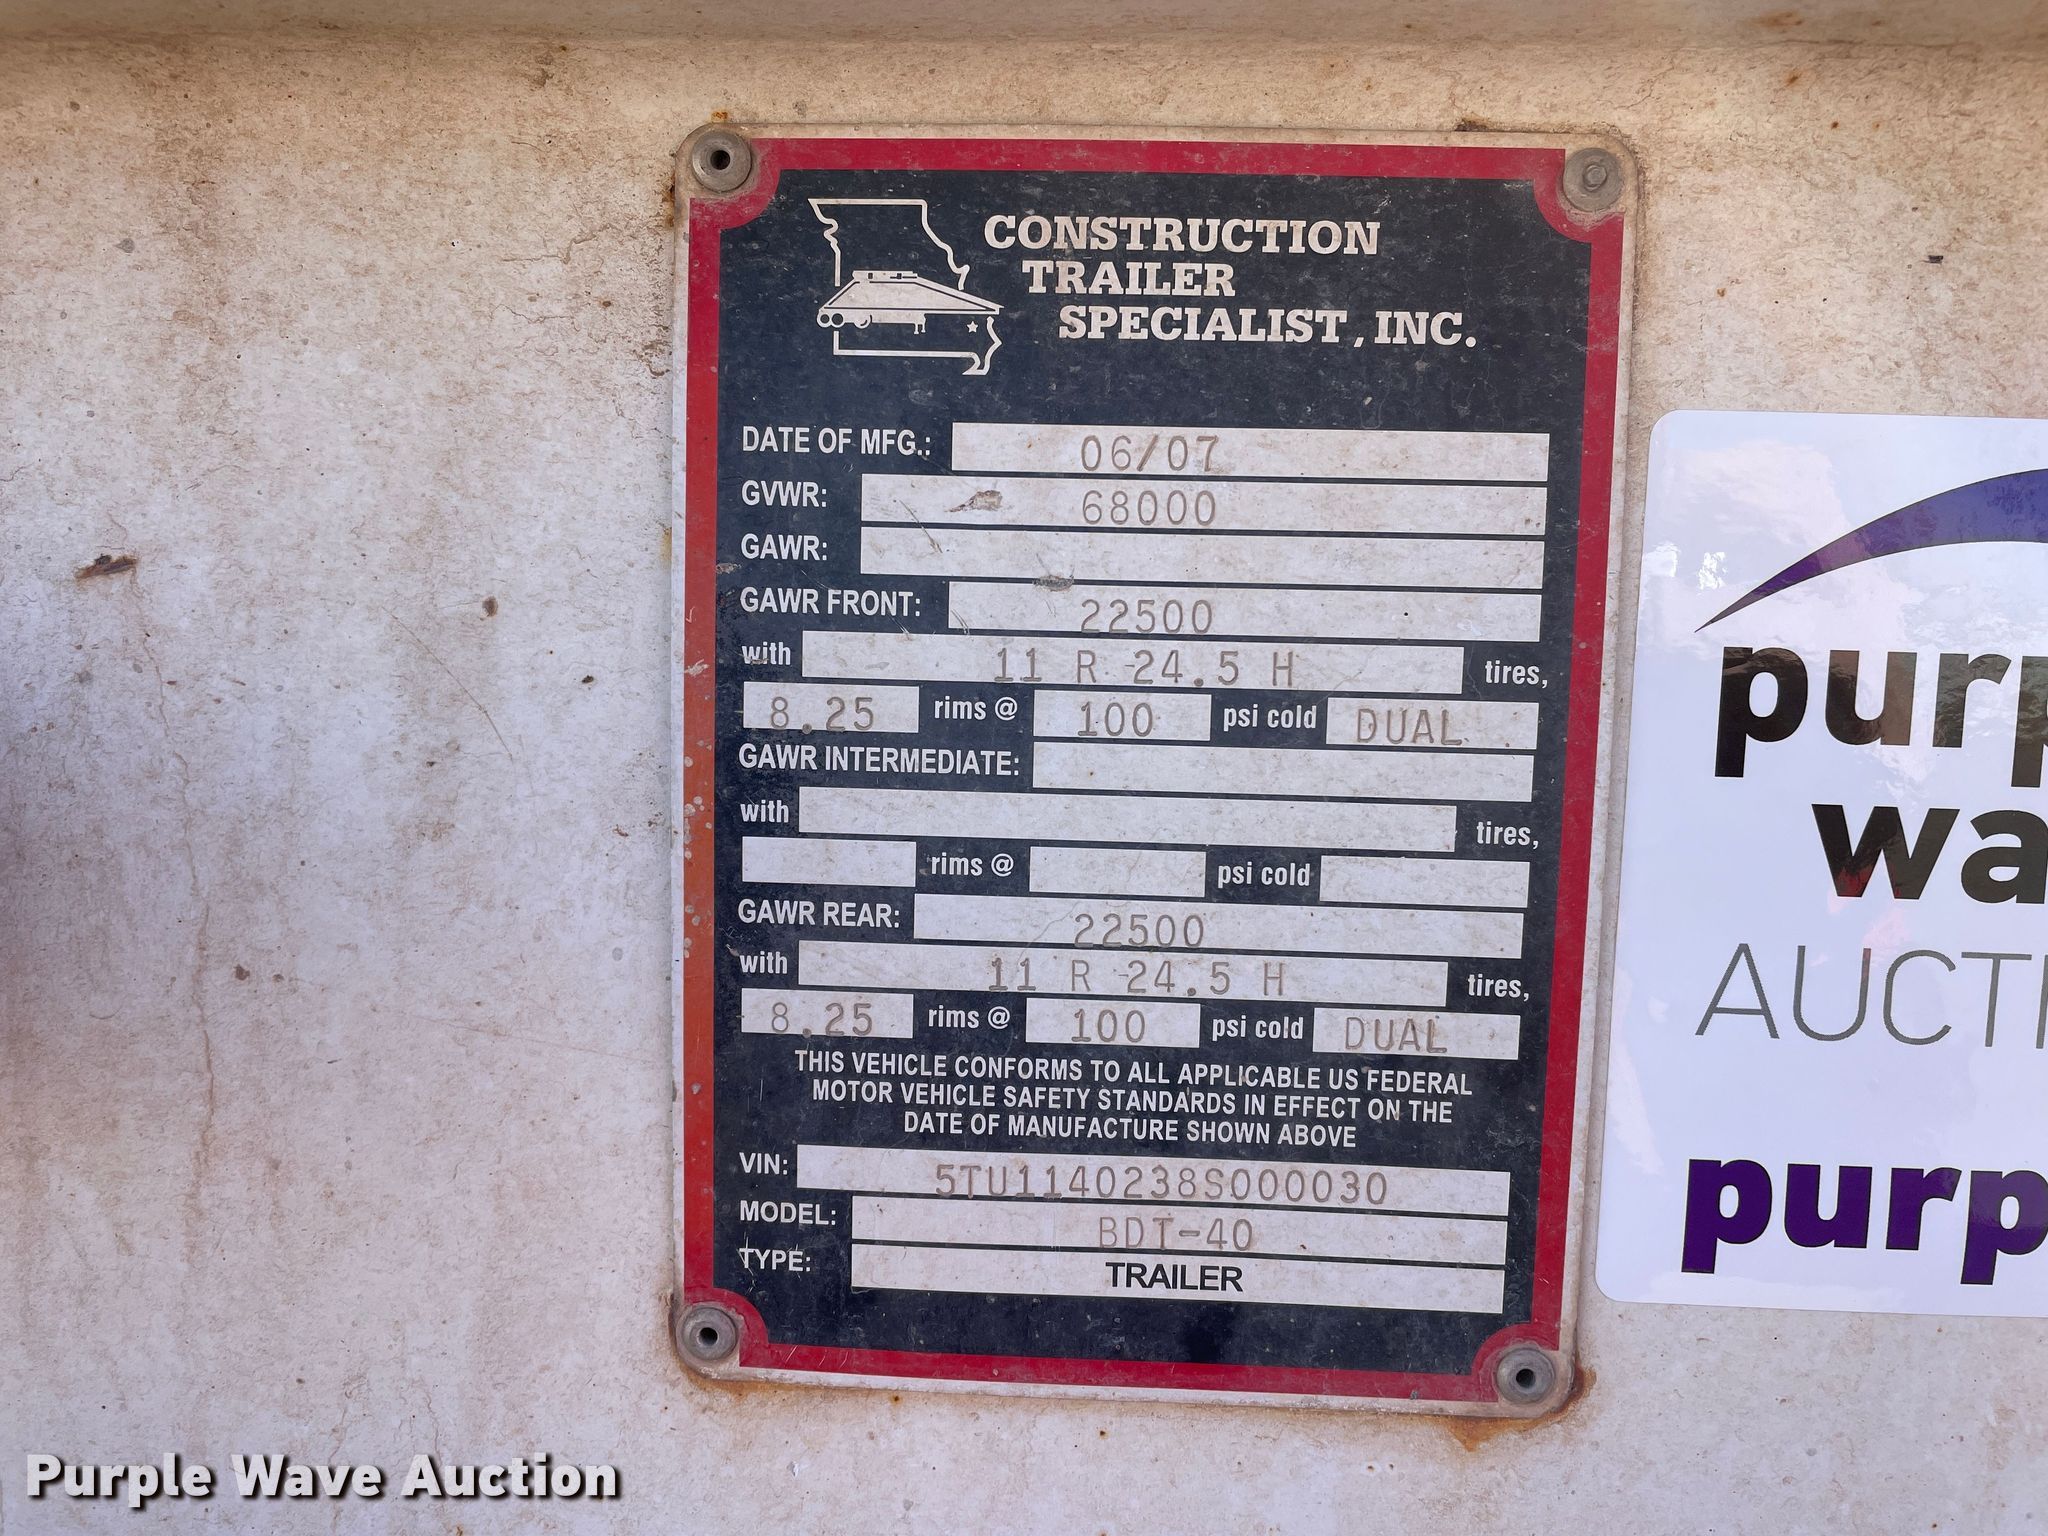 CONSTRUCTION
TRAILER
SPECIALIST, INC.
DATE OF MFG.: 06/07
GVWR: 68000
GAWR:
GAWR FRONT: 22500
with 11 R 24.5 H tires,
8.25 rims @ 100 psi cold DUAL
GAWR INTERMEDIATE:
with tires,
rims @ psi cold
GAWR REAR: 22500
with 11 R 24.5 H tires,
8.25 rims @ 100 psi cold DUAL
THIS VEHICLE CONFORMS TO ALL APPLICABLE US FEDERAL
MOTOR VEHICLE SAFETY STANDARDS IN EFFECT ON THE
DATE OF MANUFACTURE SHOWN ABOVE
VIN: 5TU1140238S000030
MODEL: BDT-40
TYPE: TRAILER
purp
wa
AUCTI
purp
Purple Wave Auction